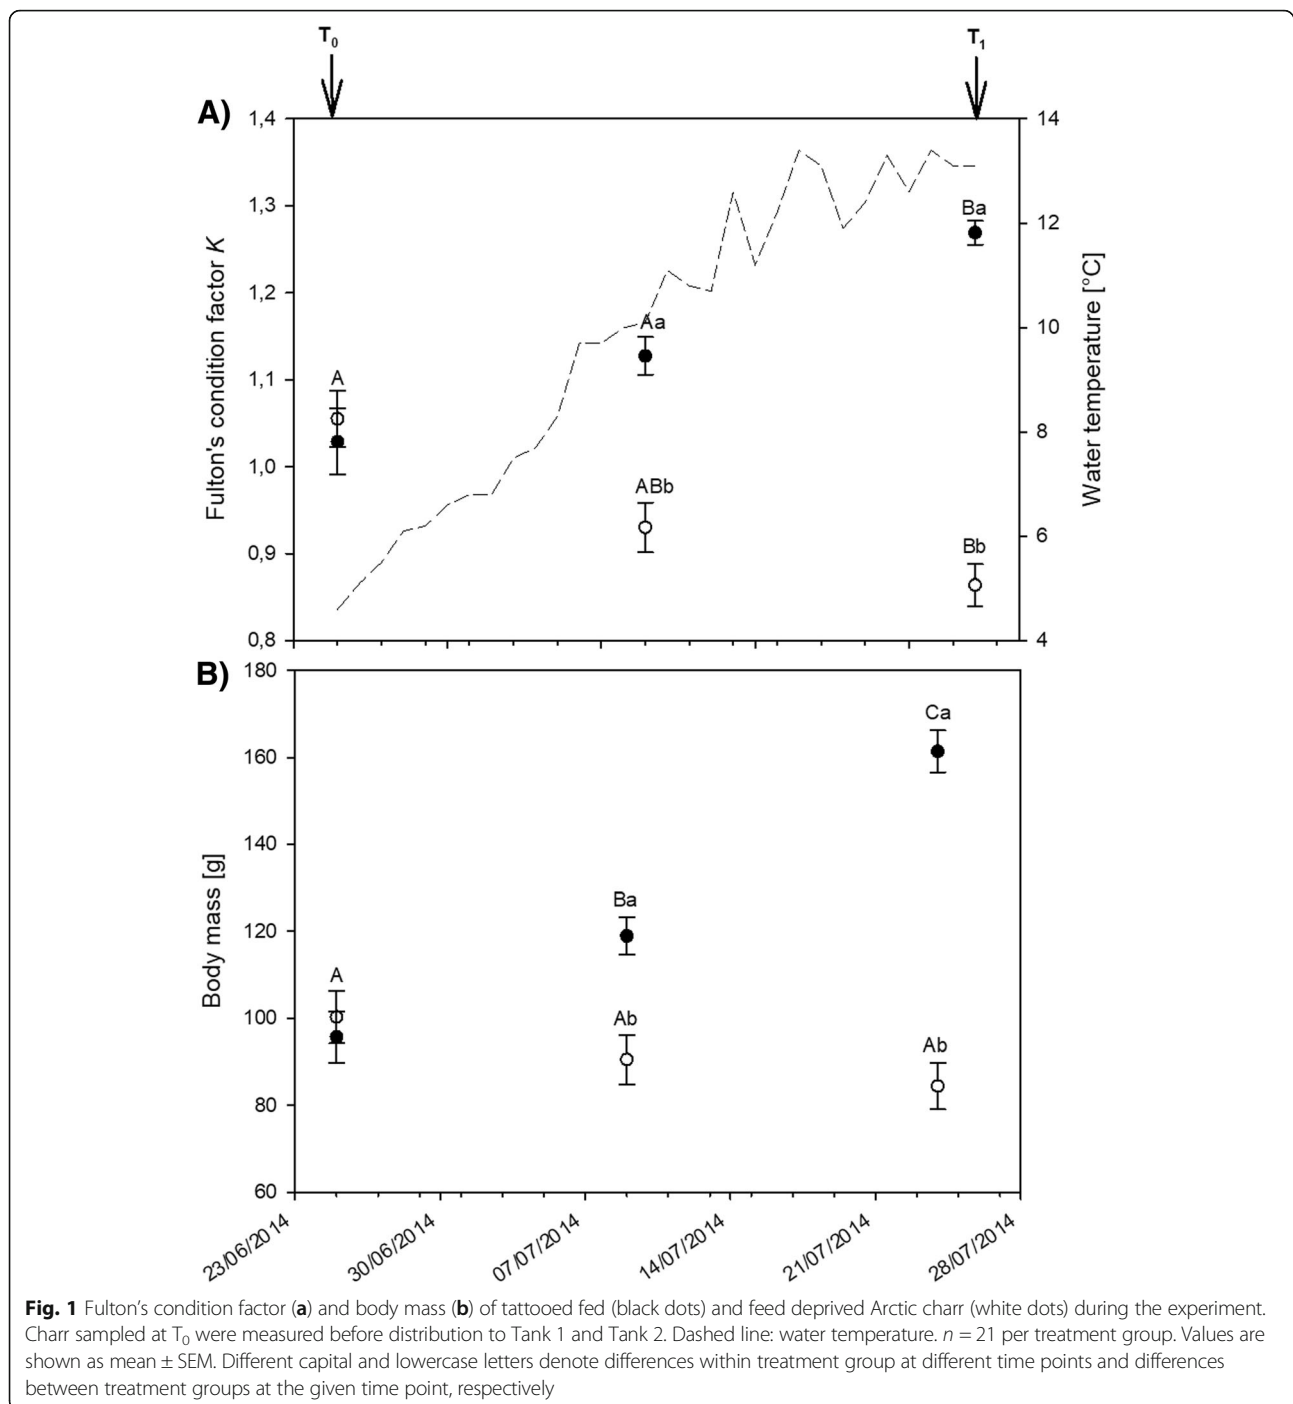 T0 T1
A)
1,4 14
1,3
12
Ba
1,2
10
Aa
1,1
A
8
1,0
ABb
6
0,9
Bb
0,8 4
Fulton's condition factor K
Water temperature [°C]
B)
180
Ca
160
140
Ba
120
A
100
Ab
Ab
80
60
Body mass [g]
23/06/2014 30/06/2014 07/07/2014 14/07/2014 21/07/2014 28/07/2014
Fig. 1 Fulton's condition factor (a) and body mass (b) of tattooed fed (black dots) and feed deprived Arctic charr (white dots) during the experiment.
Charr sampled at T0 were measured before distribution to Tank 1 and Tank 2. Dashed line: water temperature. n = 21 per treatment group. Values are
shown as mean ± SEM. Different capital and lowercase letters denote differences within treatment group at different time points and differences
between treatment groups at the given time point, respectively